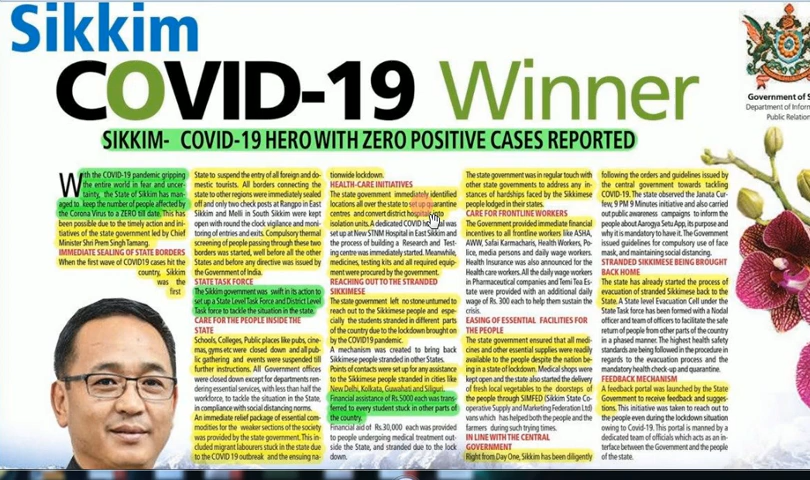 Sikkim
COVID-19 Winner
SIKKIM- COVID-19 HERO WITH ZERO POSITIVE CASES REPORTED
Government of S
Department of Inform
Public Relation
With the COVID-19 pandemic gripping
the entire world in fear and uncer-
tainty, the State of Sikkim has man-
aged to keep the number of people affected by
the Corona Virus to a ZERO till date. This has
been possible due to the timely action and ini-
tiatives of the state government led by Chief
Minister Shri Prem Singh Tamang.
IMMEDIATE SEALING OF STATE BORDERS
When the first wave of COVID19 cases hit the
country, Sikkim
was the
first
State to suspend the entry of all foreign and do-
mestic tourists. All borders connecting the
state to other regions were immediately sealed
off and only two check posts at Rangpo in East
Sikkim and Melli in South Sikkim were kept
open with round the clock vigilance and moni-
toring of entries and exits. Compulsory thermal
screening of people passing through these two
borders was started, well before all the other
States and before any directive was issued by
the Government of India.
STATE TASK FORCE
The Sikkim government was swift in its action to
set up a State Level Task Force and District Level
Task force to tackle the situation in the state.
CARE FOR THE PEOPLE INSIDE THE
STATE
Schools, Colleges, Public places like pubs, cine-
mas, gyms etc were closed down and all pub-
lic gathering and events were suspended till
further instructions. All Government offices
were closed down except for departments ren-
dering essential services, with less than half the
workforce, to tackle the situation in the State,
in compliance with social distancing norms.
An immediate relief package of essential com-
modities for the weaker sections of the society
was provided by the state government. This in-
cluded migrant labourers stuck in the state due
to the COVID 19 outbreak and the ensuing na-
tionwide lockdown.
HEALTH-CARE INITIATIVES
The state government immediately identified
locations all over the state to set up quarantine
centres and convert district hospitals to
isolation units. A dedicated COVID hospital was
set up at New STNM Hospital in East Sikkim and
the process of building a Research and Test-
ing centre was immediately started. Meanwhile,
medicines, testing kits and all required equip-
ment were procured by the government.
REACHING OUT TO THE STRANDED
SIKKIMESE
The state government left no stone unturned to
reach out to the Sikkimese people and espe-
cially the students stranded in different parts
of the country due to the lockdown brought on
by the COVID19 pandemic.
A mechanism was created to bring back
Sikkimese people stranded in other States.
Points of contacts were set up for any assistance
to the Sikkimese people stranded in cities like
New Delhi, Kolkata, Guwahati and Siliguri.
Financial assistance of Rs.5000 each was trans-
ferred to every student stuck in other parts of
the country.
Financial aid of Rs.30,000 each was provided
to people undergoing medical treatment out-
side the State, and stranded due to the lock
down.
The state government was in regular touch with
other state governments to address any in-
stances of hardships faced by the Sikkimese
people lodged in their states.
CARE FOR FRONTLINE WORKERS
The Government provided immediate financial
incentives to all frontline workers like ASHA,
AWW, Safai Karmacharis, Health Workers, Po-
lice, media persons and daily wage workers.
Health Insurance was also announced for the
Health care workers. All the daily wage workers
in Pharmaceutical companies and Temi Tea Es-
tate were provided with an additional daily
wage of Rs. 300 each to help them sustain the
crisis.
EASING OF ESSENTIAL FACILITIES FOR
THE PEOPLE
The state government ensured that all medi-
cines and other essential supplies were readily
available to the people despite the nation be-
ing in a state of lockdown. Medical shops were
kept open and the state also started the delivery
of fresh local vegetables to the doorsteps of
the people through SIMFED (Sikkim State Co-
operative Supply and Marketing Federation Ltd)
vans which has helped both the people and the
farmers during such trying times.
IN LINE WITH THE CENTRAL
GOVERNMENT
Right from Day One, Sikkim has been diligently
following the orders and guidelines issued by
the central government towards tackling
COVID-19. The state observed the Janata Cur-
few, 9 PM 9 Minutes initiative and also carried
out public awareness campaigns to inform the
people about Aarogya Setu App, its purpose and
why it is mandatory to have it. The Government
issued guidelines for compulsory use of face
mask, and maintaining social distancing.
STRANDED SIKKIMESE BEING BROUGHT
BACK HOME
The state has already started the process of
evacuation of stranded Sikkimese back to the
State. A State level Evacuation Cell under the
State Task force has been formed with a Nodal
officer and team of officers to facilitate the safe
return of people from other parts of the country
in a phased manner. The highest health safety
standards are being followed in the procedure in
regards to the evacuation process and the
mandatory health check-up and quarantine.
FEEDBACK MECHANISM
A feedback portal was launched by the State
Government to receive feedback and sugges-
tions. This initiative was taken to reach out to
the people even during the lockdown situation
owing to Covid-19. This portal is manned by a
dedicated team of officials which acts as an in-
terface between the Government and the people
of the state.